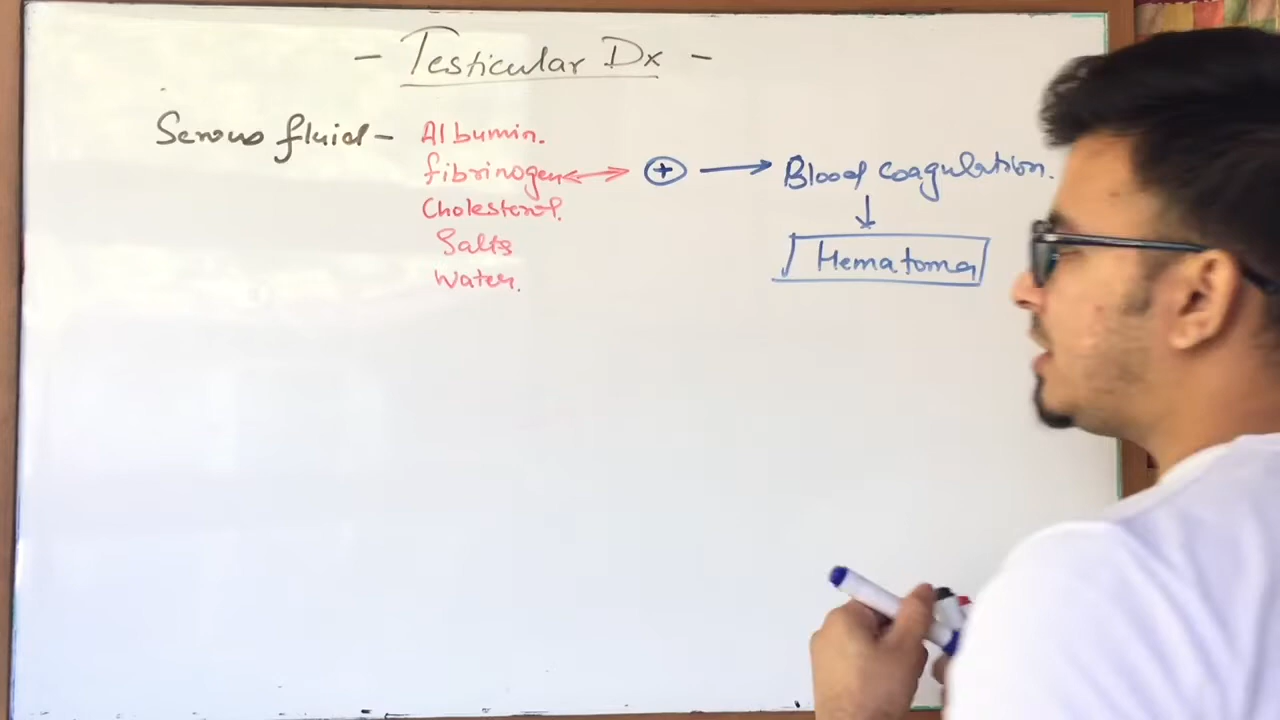 - Testicular Dx -
Serous fluid - Albumin.
fibrinogen + Blood coagulation.
Cholesterol.
Salts
Water.
Hematoma